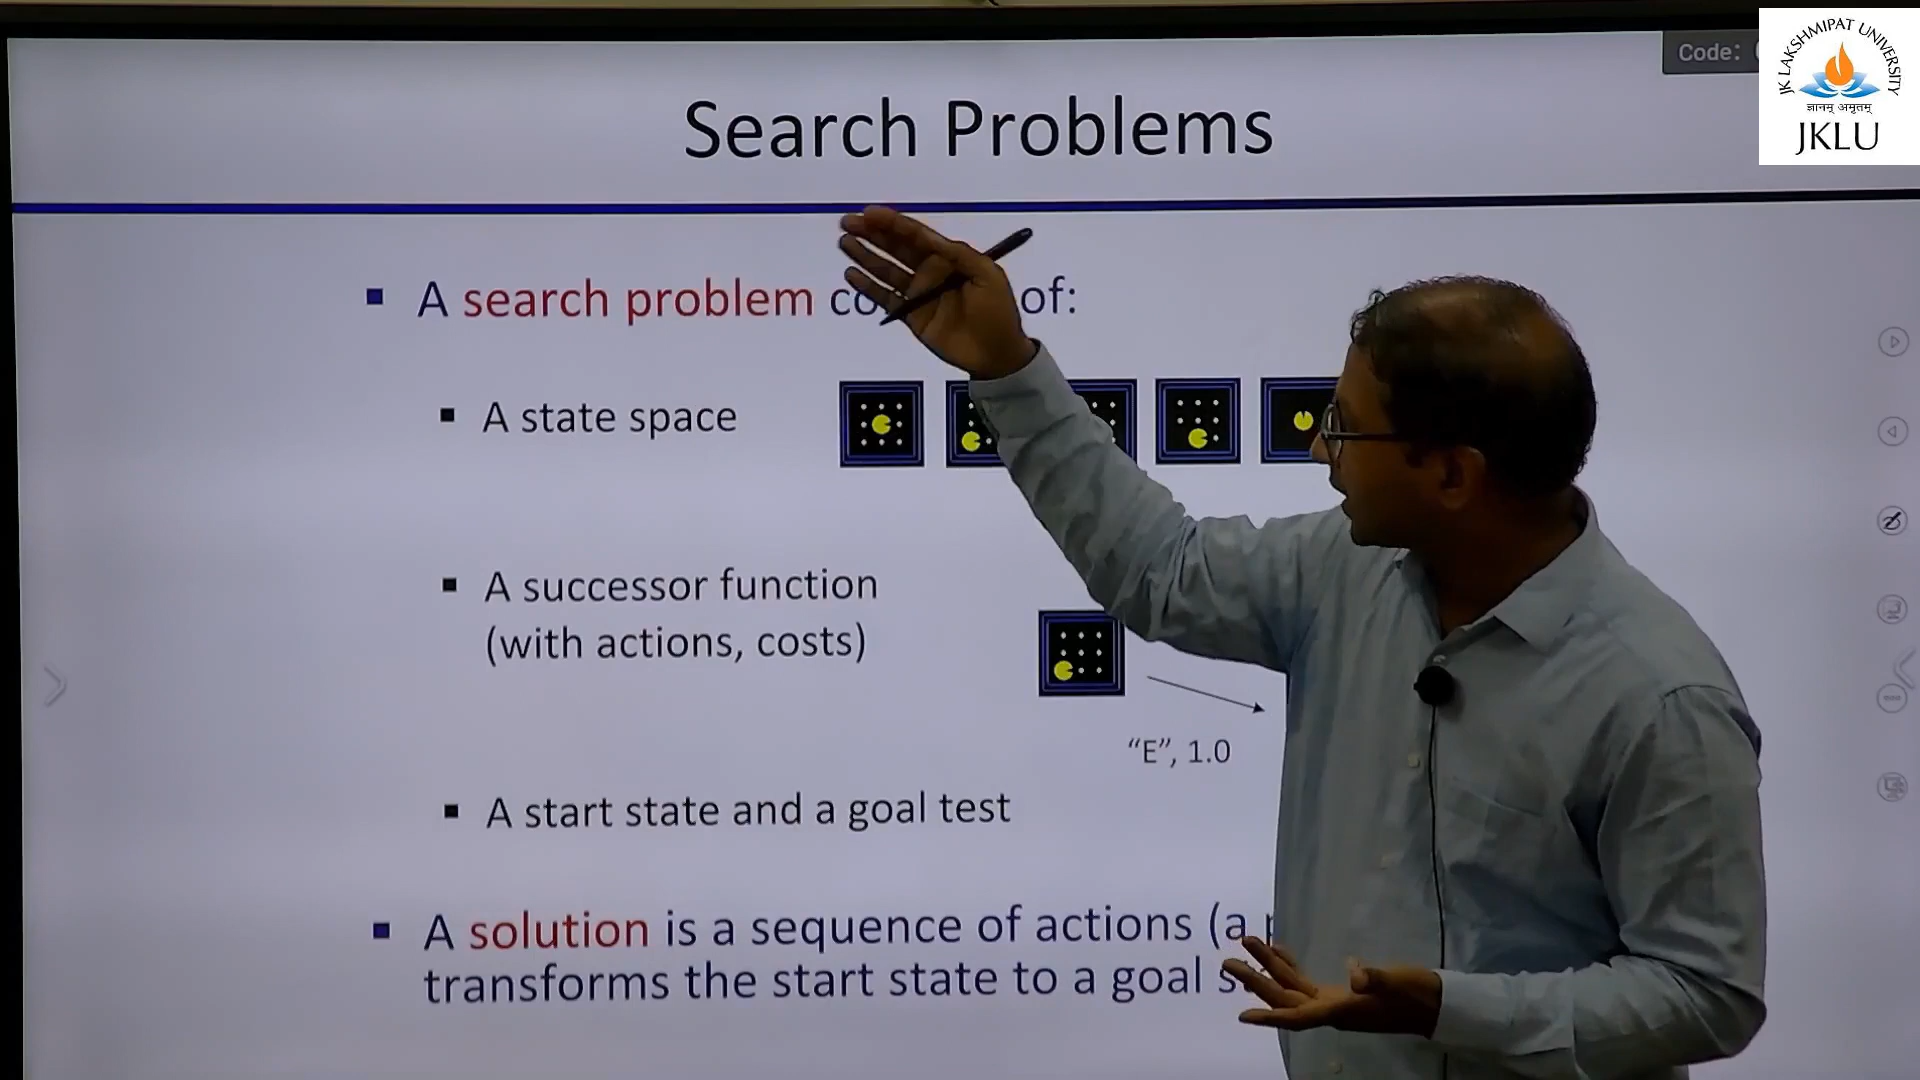 Code:
JK LAKSHMIPAT UNIVERSITY
ज्ञानम् अमृतम्
JKLU
Search Problems
A search problem of:
A state space
A successor function
(with actions, costs)
"E", 1.0
A start state and a goal test
A solution is a sequence of actions (a
transforms the start state to a goal